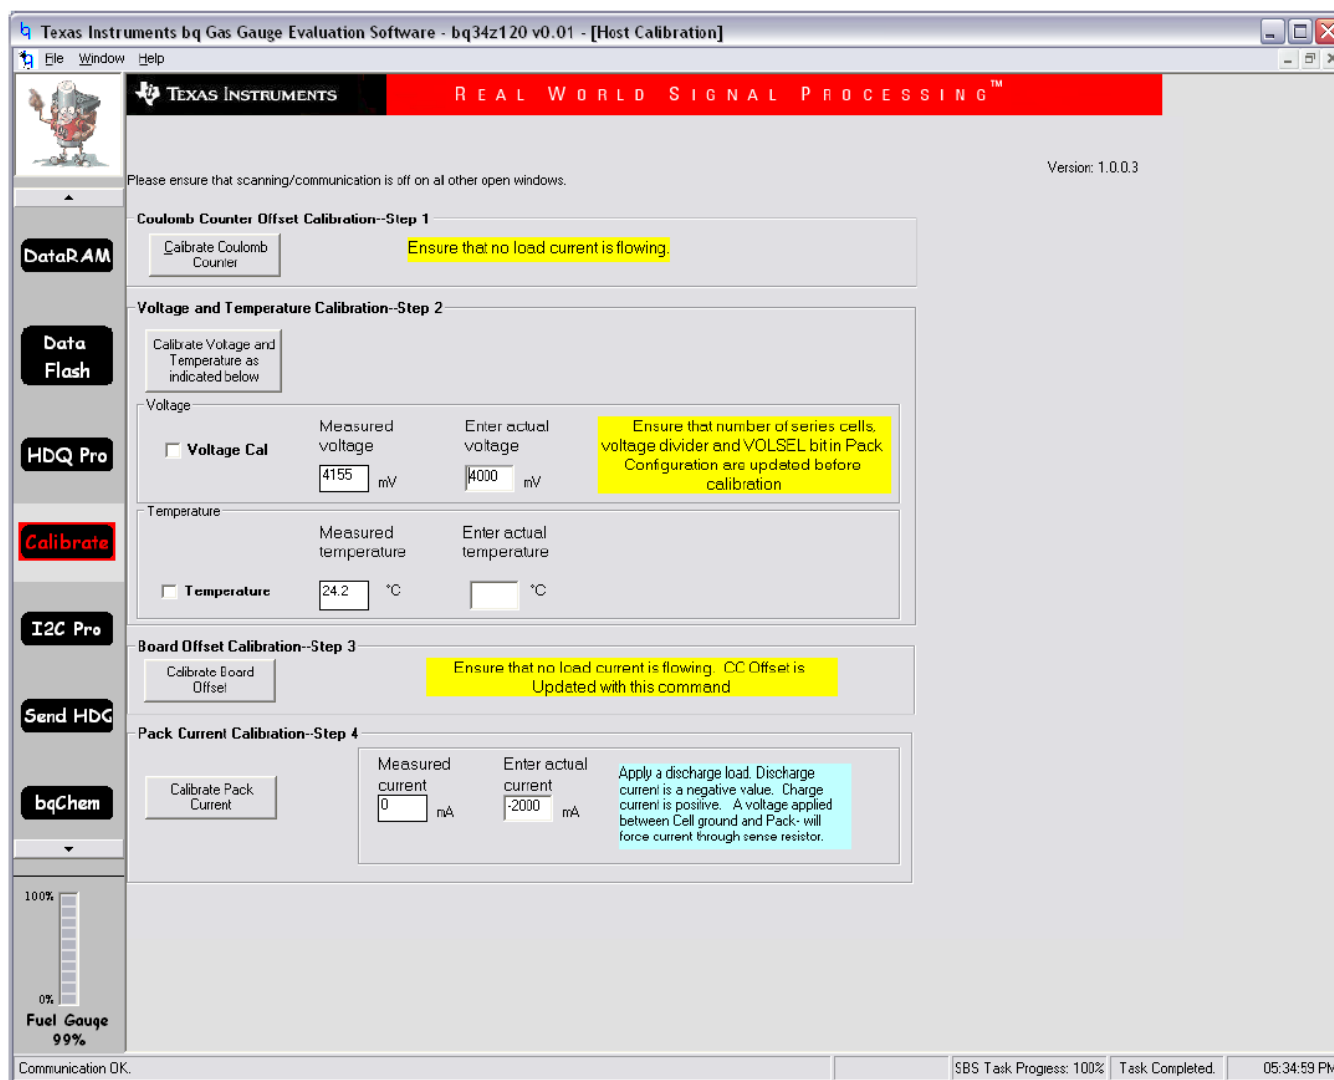 Texas Instruments bq Gas Gauge Evaluation Software - bq34z120 v0.01 - [Host Calibration]
File Window Help
TEXAS INSTRUMENTS
REAL WORLD SIGNAL PROCESSING™
Version: 1.0.0.3
Please ensure that scanning/communication is off on all other open windows.
Coulomb Counter Offset Calibration--Step 1
Calibrate Coulomb
Counter
Ensure that no load current is flowing.
Voltage and Temperature Calibration--Step 2
Calibrate Voltage and
Temperature as
indicated below
Voltage
Voltage Cal
Measured
voltage
4155 mV
Enter actual
voltage
4000 mV
Ensure that number of series cells,
voltage divider and VOLSEL bit in Pack
Configuration are updated before
calibration
Temperature
Measured
temperature
Enter actual
temperature
Temperature
24.2 °C
°C
Board Offset Calibration--Step 3
Calibrate Board
Offset
Ensure that no load current is flowing. CC Offset is
Updated with this command
Pack Current Calibration--Step 4
Calibrate Pack
Current
Measured
current
0 mA
Enter actual
current
-2000 mA
Apply a discharge load. Discharge
current is a negative value. Charge
current is positive. A voltage applied
between Cell ground and Pack- will
force current through sense resistor.
DataRAM
Data
Flash
HDQ Pro
Calibrate
I2C Pro
Send HDG
bqChem
100%
0%
Fuel Gauge
99%
Communication OK.
SBS Task Progress: 100%
Task Completed.
05:34:59 PM